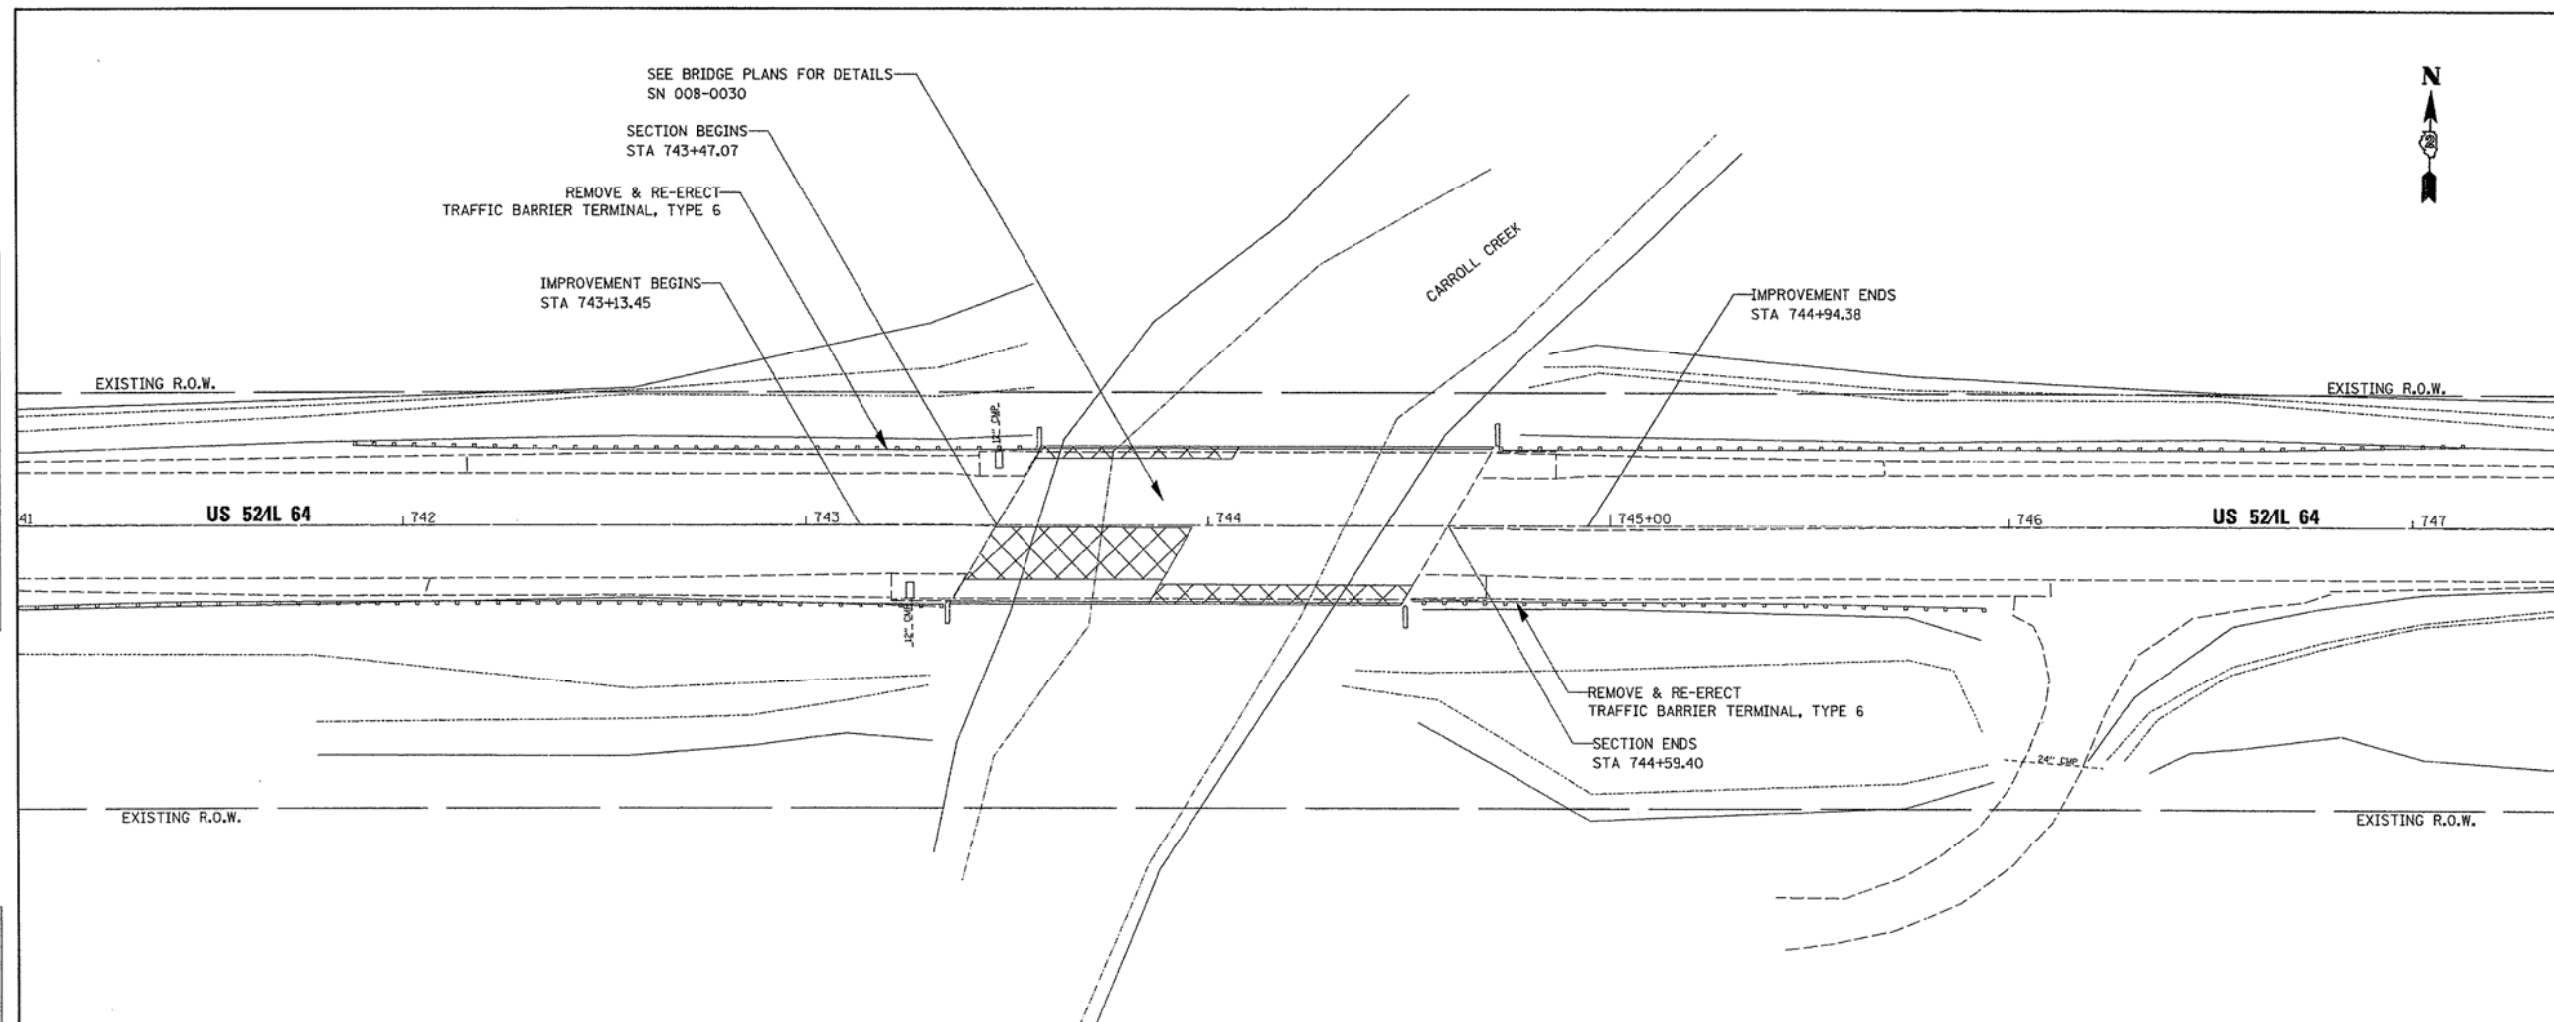 SEE BRIDGE PLANS FOR DETAILS
SN 008-0030
N
2
SECTION BEGINS
STA 743+47.07
REMOVE & RE-ERECT
TRAFFIC BARRIER TERMINAL, TYPE 6
CARROLL CREEK
IMPROVEMENT BEGINS
STA 743+13.45
IMPROVEMENT ENDS
STA 744+94.38
EXISTING R.O.W.
EXISTING R.O.W.
12" CMP
41
US 52/IL 64
742
743
744
745+00
746
US 52/IL 64
747
12" CMP
REMOVE & RE-ERECT
TRAFFIC BARRIER TERMINAL, TYPE 6
SECTION ENDS
STA 744+59.40
24" CMP
EXISTING R.O.W.
EXISTING R.O.W.